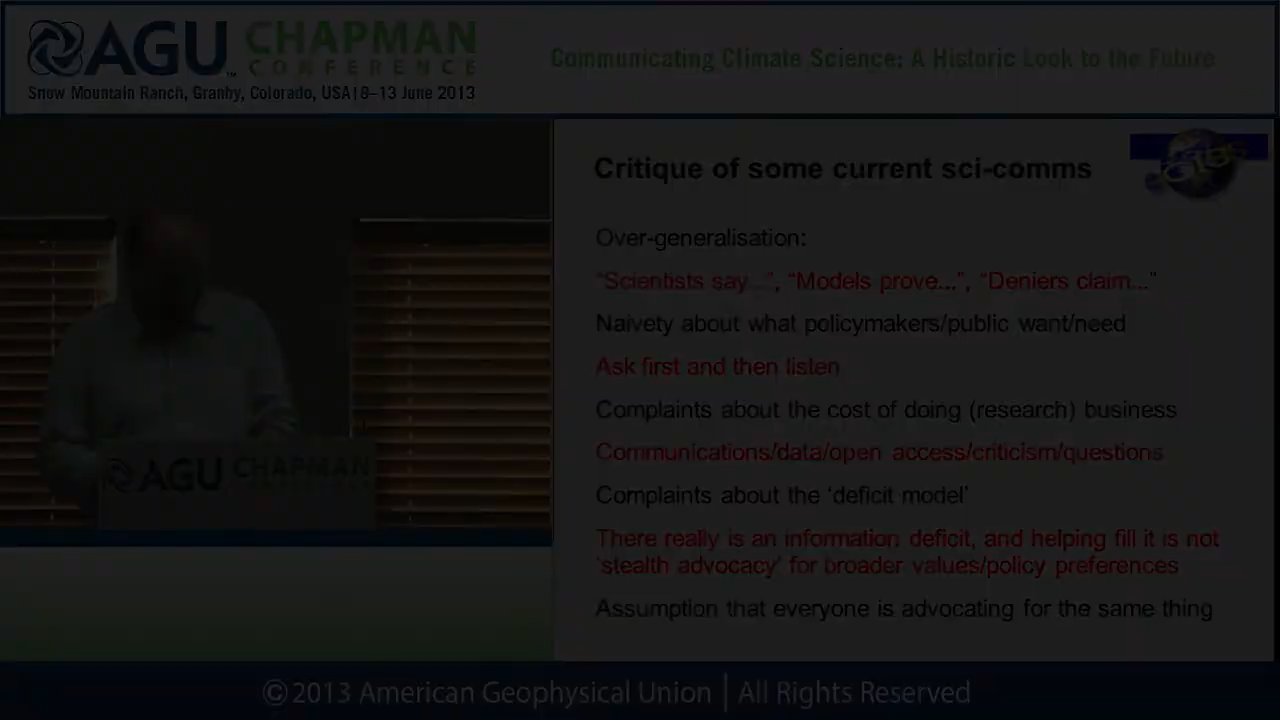 AGU CHAPMAN
CONFERENCE
Snow Mountain Ranch, Granby, Colorado, USA|8–13 June 2013
Communicating Climate Science: A Historic Look to the Future
Critique of some current sci-comms
Over-generalisation:
“Scientists say...”, “Models prove...”, “Deniers claim...”
Naivety about what policymakers/public want/need
Ask first and then listen
Complaints about the cost of doing (research) business
Communications/data/open access/criticism/questions
Complaints about the ‘deficit model’
There really is an information deficit, and helping fill it is not
‘stealth advocacy’ for broader values/policy preferences
Assumption that everyone is advocating for the same thing
AGU CHAPMAN
©2013 American Geophysical Union | All Rights Reserved